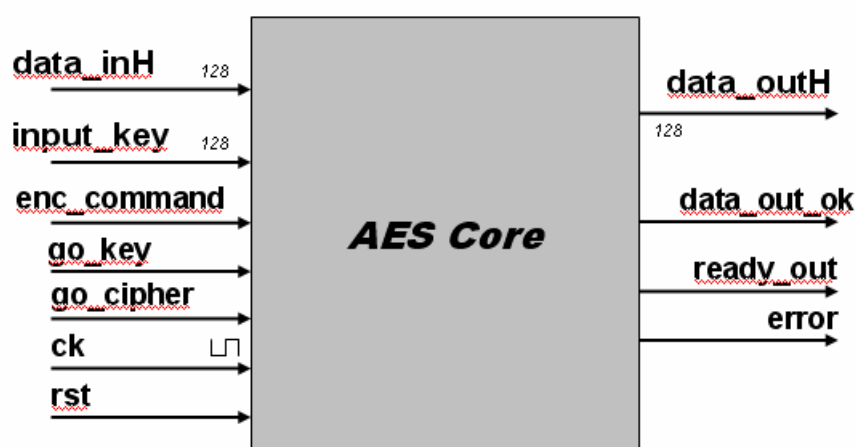 data_inH
128
input_key
128
enc_command
go_key
go_cipher
ck
rst
AES Core
data_outH
128
data_out_ok
ready_out
error